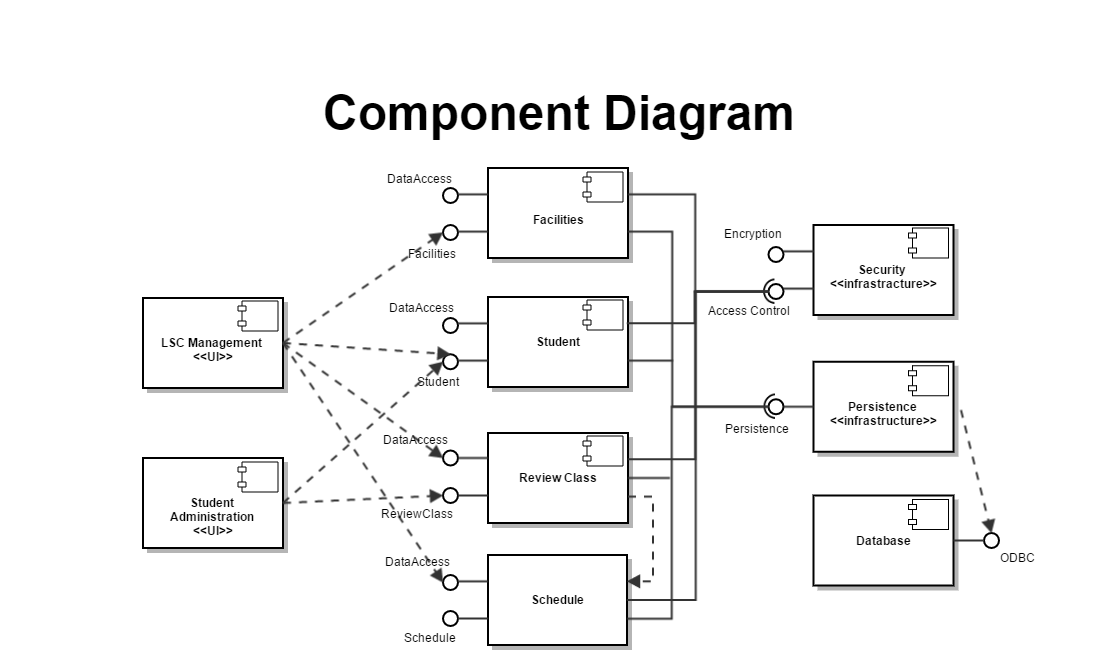 Component Diagram
DataAccess
Facilities
Facilities
Encryption
Security
<<infrastracture>>
Access Control
DataAccess
Student
Student
LSC Management
<<UI>>
Persistence
<<infrastructure>>
Persistence
DataAccess
Review Class
ReviewClass
Student
Administration
<<UI>>
Database
ODBC
DataAccess
Schedule
Schedule